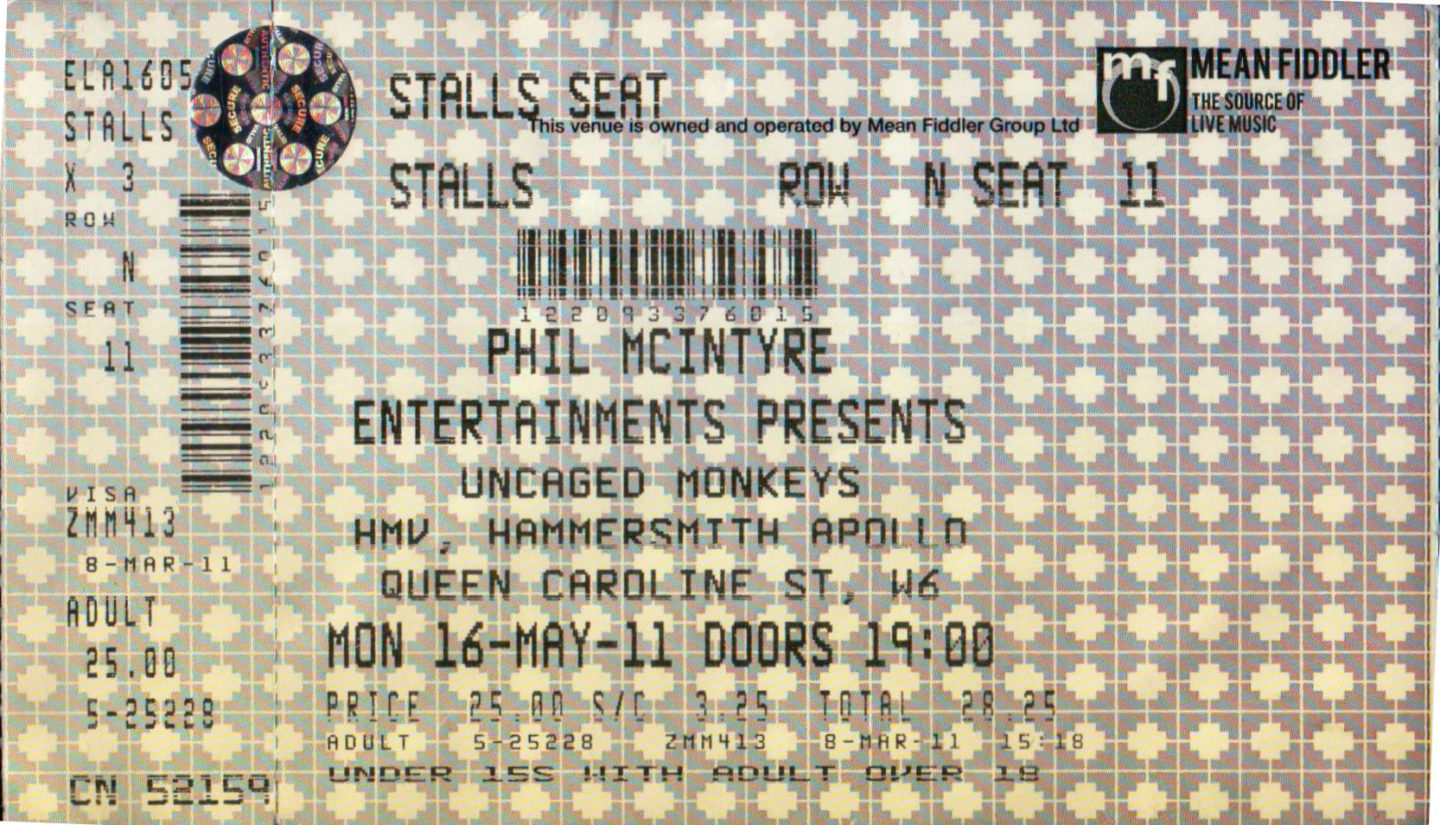 ELA1605
STALLS
X 3
ROW
N
SEAT
11
VISA
ZMM413
8-MAR-11
ADULT
25.00
5-25228
CN 52159
SECURE
STALLS SEAT
This venue is owned and operated by Mean Fiddler Group Ltd
mf MEAN FIDDLER
THE SOURCE OF
LIVE MUSIC
STALLS ROW N SEAT 11
122093376015
PHIL MCINTYRE
ENTERTAINMENTS PRESENTS
UNCAGED MONKEYS
HMV, HAMMERSMITH APOLLO
QUEEN CAROLINE ST, W6
MON 16-MAY-11 DOORS 19:00
PRICE 25.00 S/C 3.25 TOTAL 28.25
ADULT 5-25228 ZMM413 8-MAR-11 15:18
UNDER 15S WITH ADULT OVER 18